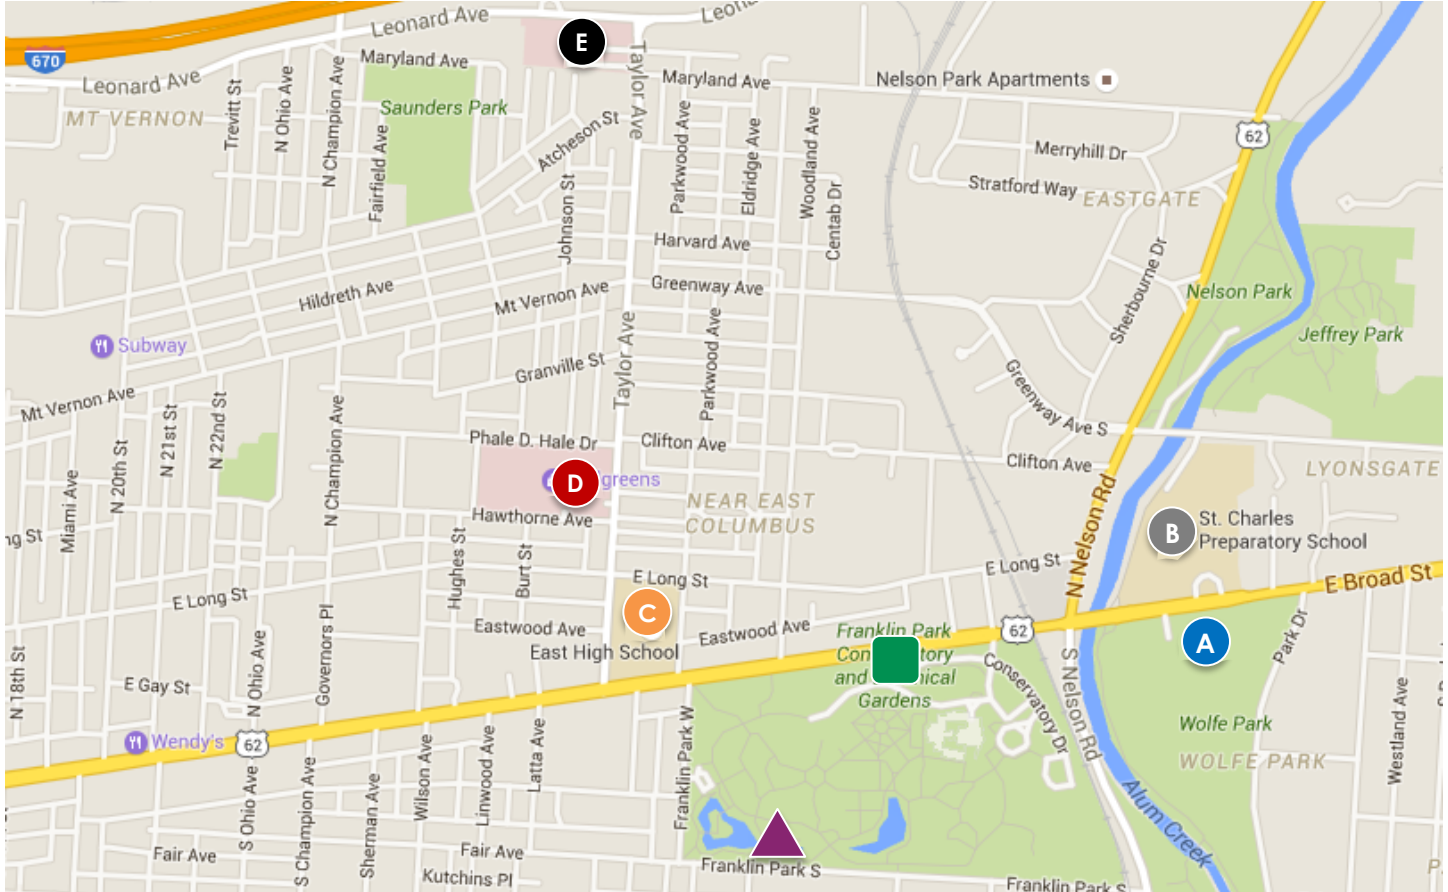 Leonard Ave
E
670
Leonard Ave
Maryland Ave
Taylor Ave
Maryland Ave
Nelson Park Apartments
MT VERNON
Trevitt St
N Ohio Ave
N Champion Ave
Saunders Park
Fairfield Ave
Atcheson St
Parkwood Ave
Eldridge Ave
Woodland Ave
Centab Dr
62
Merryhill Dr
Stratford Way
EASTGATE
Johnson St
Harvard Ave
Greenway Ave
Hildreth Ave
Mt Vernon Ave
Sherbourne Dr
Nelson Park
Jeffrey Park
Subway
Granville St
Taylor Ave
Parkwood Ave
Greenway Ave S
Mt Vernon Ave
N 20th St
N 21st St
N 22nd St
N Champion Ave
Phale D. Hale Dr
Clifton Ave
Clifton Ave
LYONSGATE
D
greens
Miami Ave
NEAR EAST
COLUMBUS
Hawthorne Ave
N Nelson Rd
B
St. Charles
Preparatory School
ng St
Hughes St
Burt St
E Long St
E Long St
E Broad St
E Long St
C
Eastwood Ave
Eastwood Ave
East High School
62
Franklin Park
Gardens
A
Park Dr
N 18th St
E Gay St
N Ohio Ave
Governors Pl
Conservatory Dr
S Nelson Rd
Wolfe Park
WOLFE PARK
Westland Ave
Wendy's
62
S Ohio Ave
S Champion Ave
Sherman Ave
Wilson Ave
Linwood Ave
Latta Ave
Franklin Park W
Alum Creek
Fair Ave
Fair Ave
Kutchins Pl
Franklin Park S
Franklin Park S